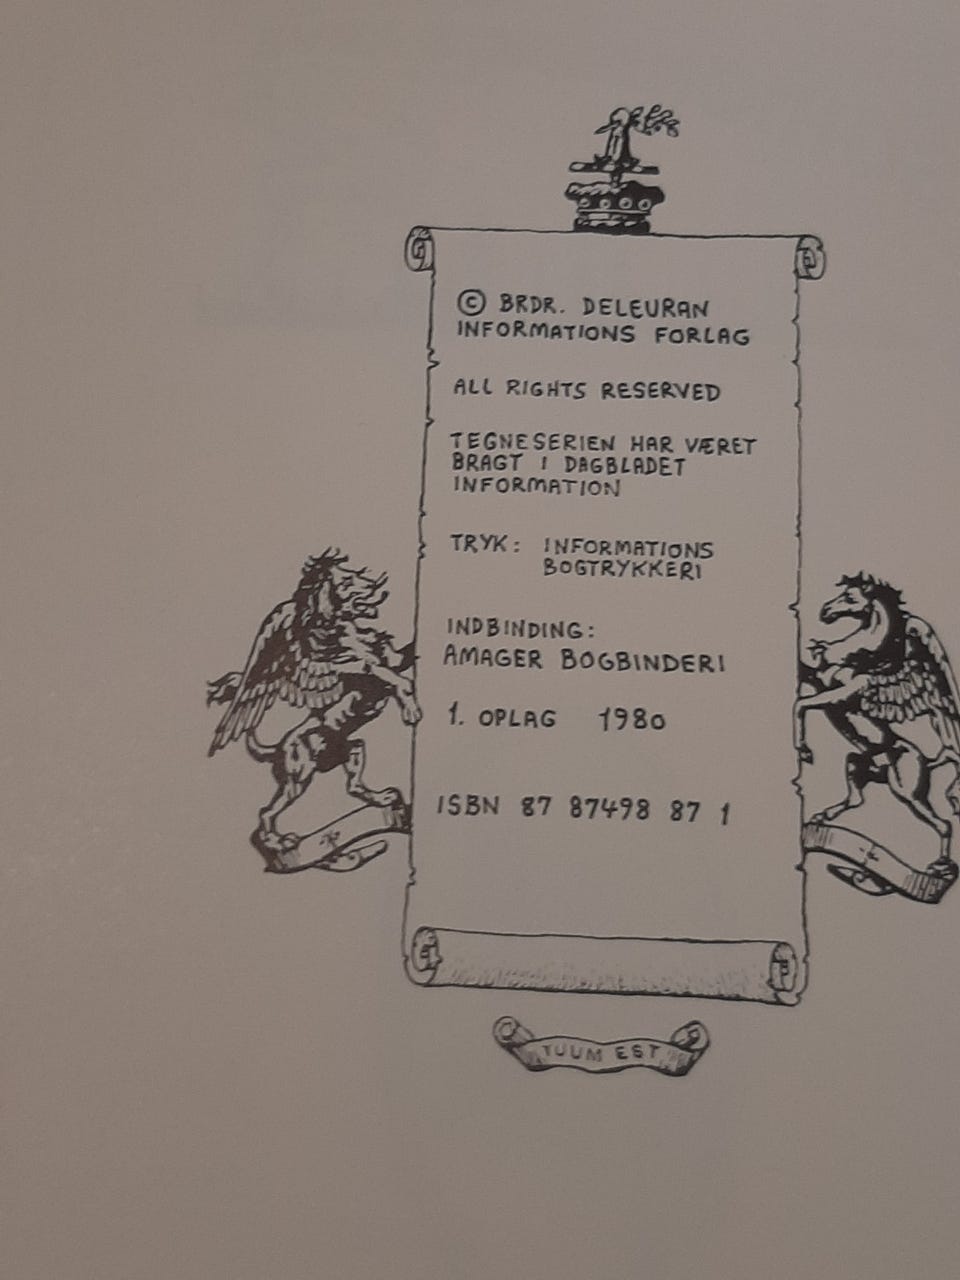 © BRDR. DELEURAN
INFORMATIONS FORLAG
ALL RIGHTS RESERVED
TEGNESERIEN HAR VÆRET
BRAGT I DAGBLADET
INFORMATION
TRYK: INFORMATIONS
BOGTRYKKERI
INDBINDING:
AMAGER BOGBINDERI
1. OPLAG 1980
ISBN 87 87498 87 1
TUUM EST